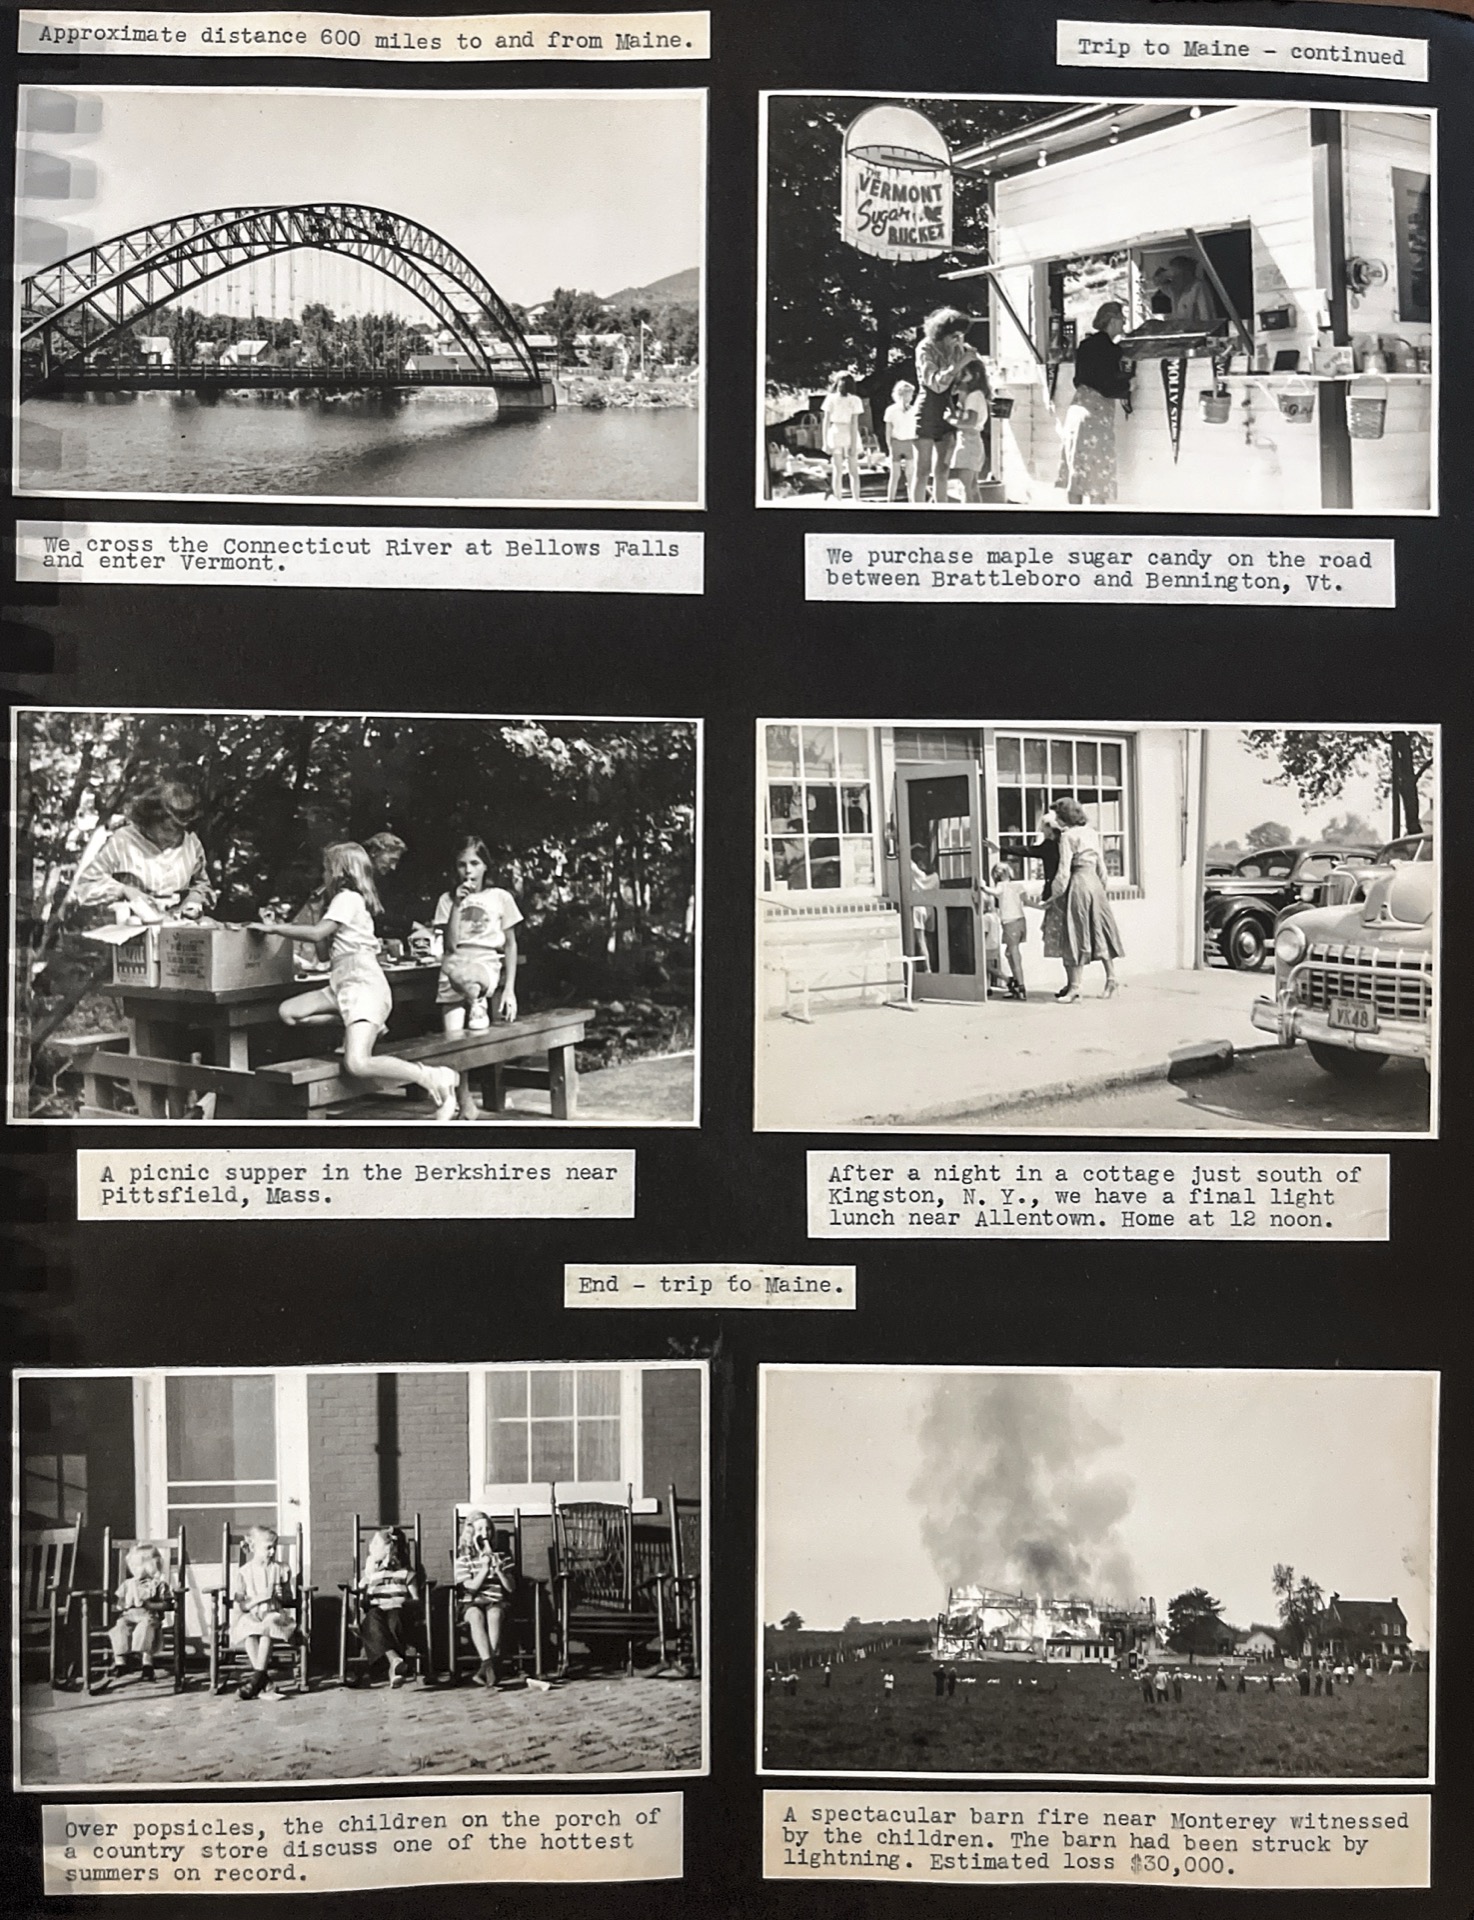 Approximate distance 600 miles to and from Maine.
Trip to Maine - continued
THE
VERMONT
Sugar
BUCKET
MOLLY STARK
We cross the Connecticut River at Bellows Falls
and enter Vermont.
We purchase maple sugar candy on the road
between Brattleboro and Bennington, Vt.
VK48
A picnic supper in the Berkshires near
Pittsfield, Mass.
After a night in a cottage just south of
Kingston, N. Y., we have a final light
lunch near Allentown. Home at 12 noon.
End - trip to Maine.
Over popsicles, the children on the porch of
a country store discuss one of the hottest
summers on record.
A spectacular barn fire near Monterey witnessed
by the children. The barn had been struck by
lightning. Estimated loss $30,000.